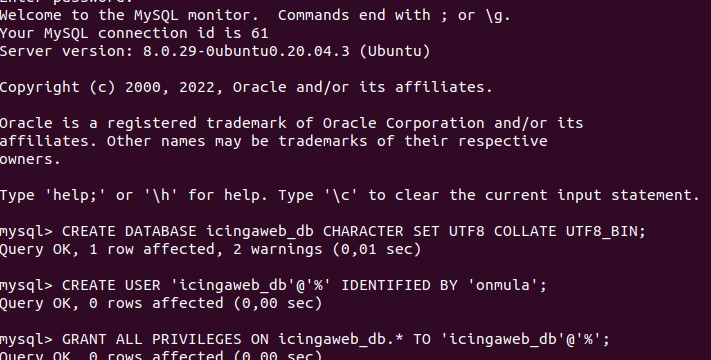 Enter password:
Welcome to the MySQL monitor.  Commands end with ; or \g.
Your MySQL connection id is 61
Server version: 8.0.29-0ubuntu0.20.04.3 (Ubuntu)
Copyright (c) 2000, 2022, Oracle and/or its affiliates.
Oracle is a registered trademark of Oracle Corporation and/or its
affiliates. Other names may be trademarks of their respective
owners.
Type 'help;' or '\h' for help. Type '\c' to clear the current input statement.
mysql> CREATE DATABASE icingaweb_db CHARACTER SET UTF8 COLLATE UTF8_BIN;
Query OK, 1 row affected, 2 warnings (0,01 sec)
mysql> CREATE USER 'icingaweb_db'@'%' IDENTIFIED BY 'onmula';
Query OK, 0 rows affected (0,00 sec)
mysql> GRANT ALL PRIVILEGES ON icingaweb_db.* TO 'icingaweb_db'@'%';
Query OK, 0 rows affected (0,00 sec)